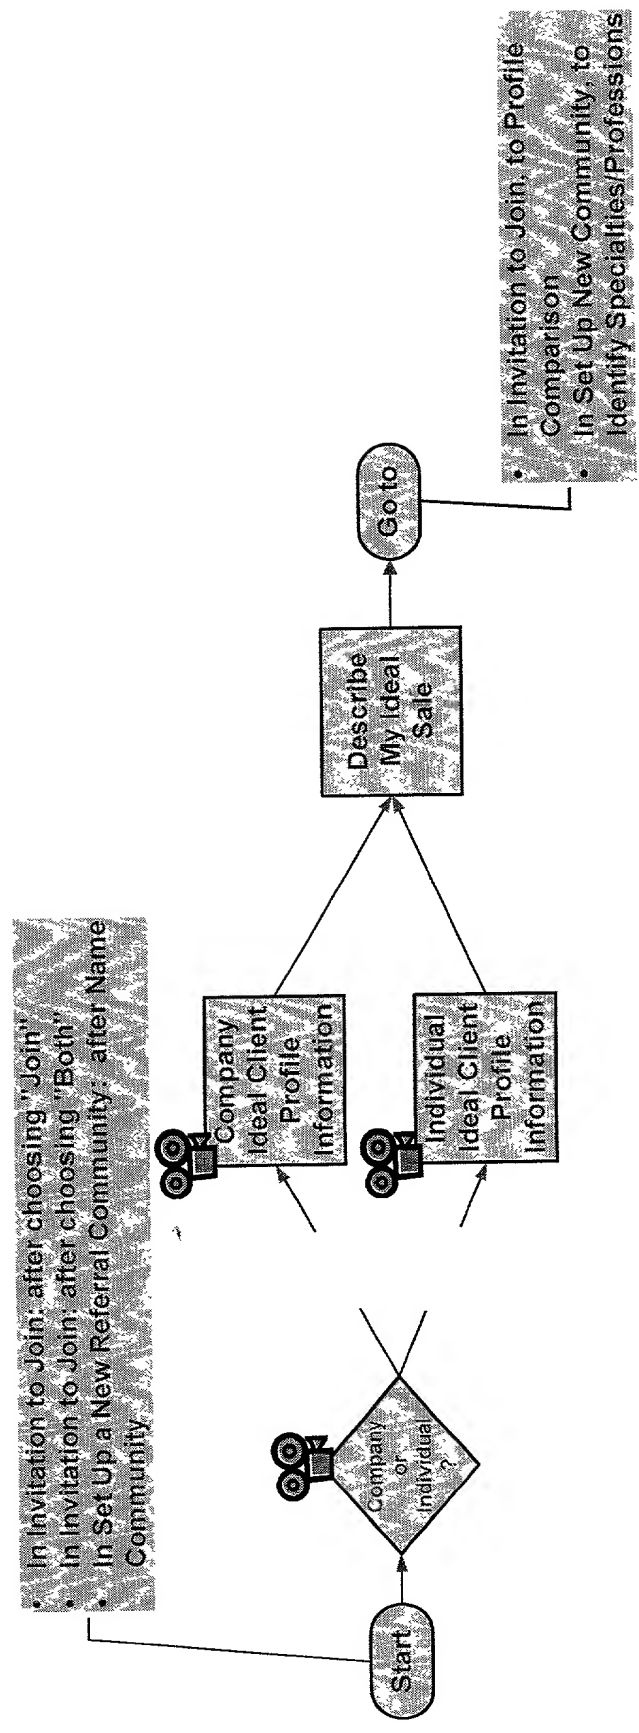 • In Invitation to Join: after choosing "Join"
• In Invitation to Join: after choosing "Both"
• In Set Up a New Referral Community: after Name
Community
Start
Company
or
Individual
?
Company
Ideal Client
Profile
Information
Individual
Ideal Client
Profile
Information
Describe
My Ideal
Sale
Go to
• In Invitation to Join, to Profile
Comparison
• In Set Up New Community, to
Identify Specialties/Professions